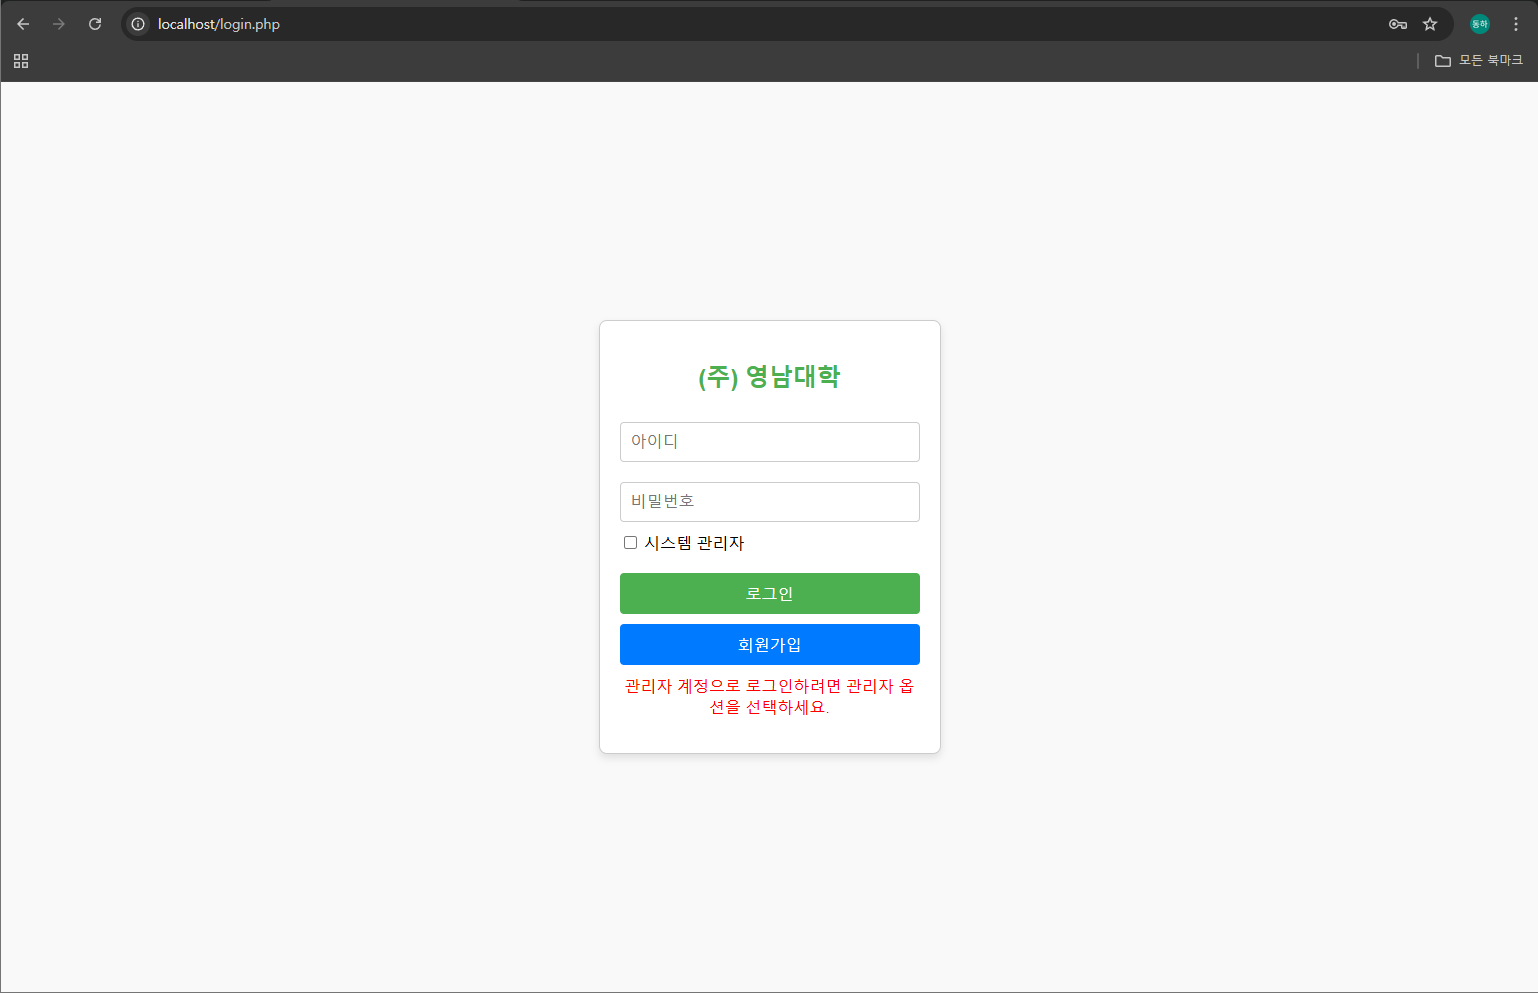 localhost/login.php
동하
모든 북마크
(주) 영남대학
아이디
비밀번호
시스템 관리자
로그인
회원가입
관리자 계정으로 로그인하려면 관리자 옵
션을 선택하세요.